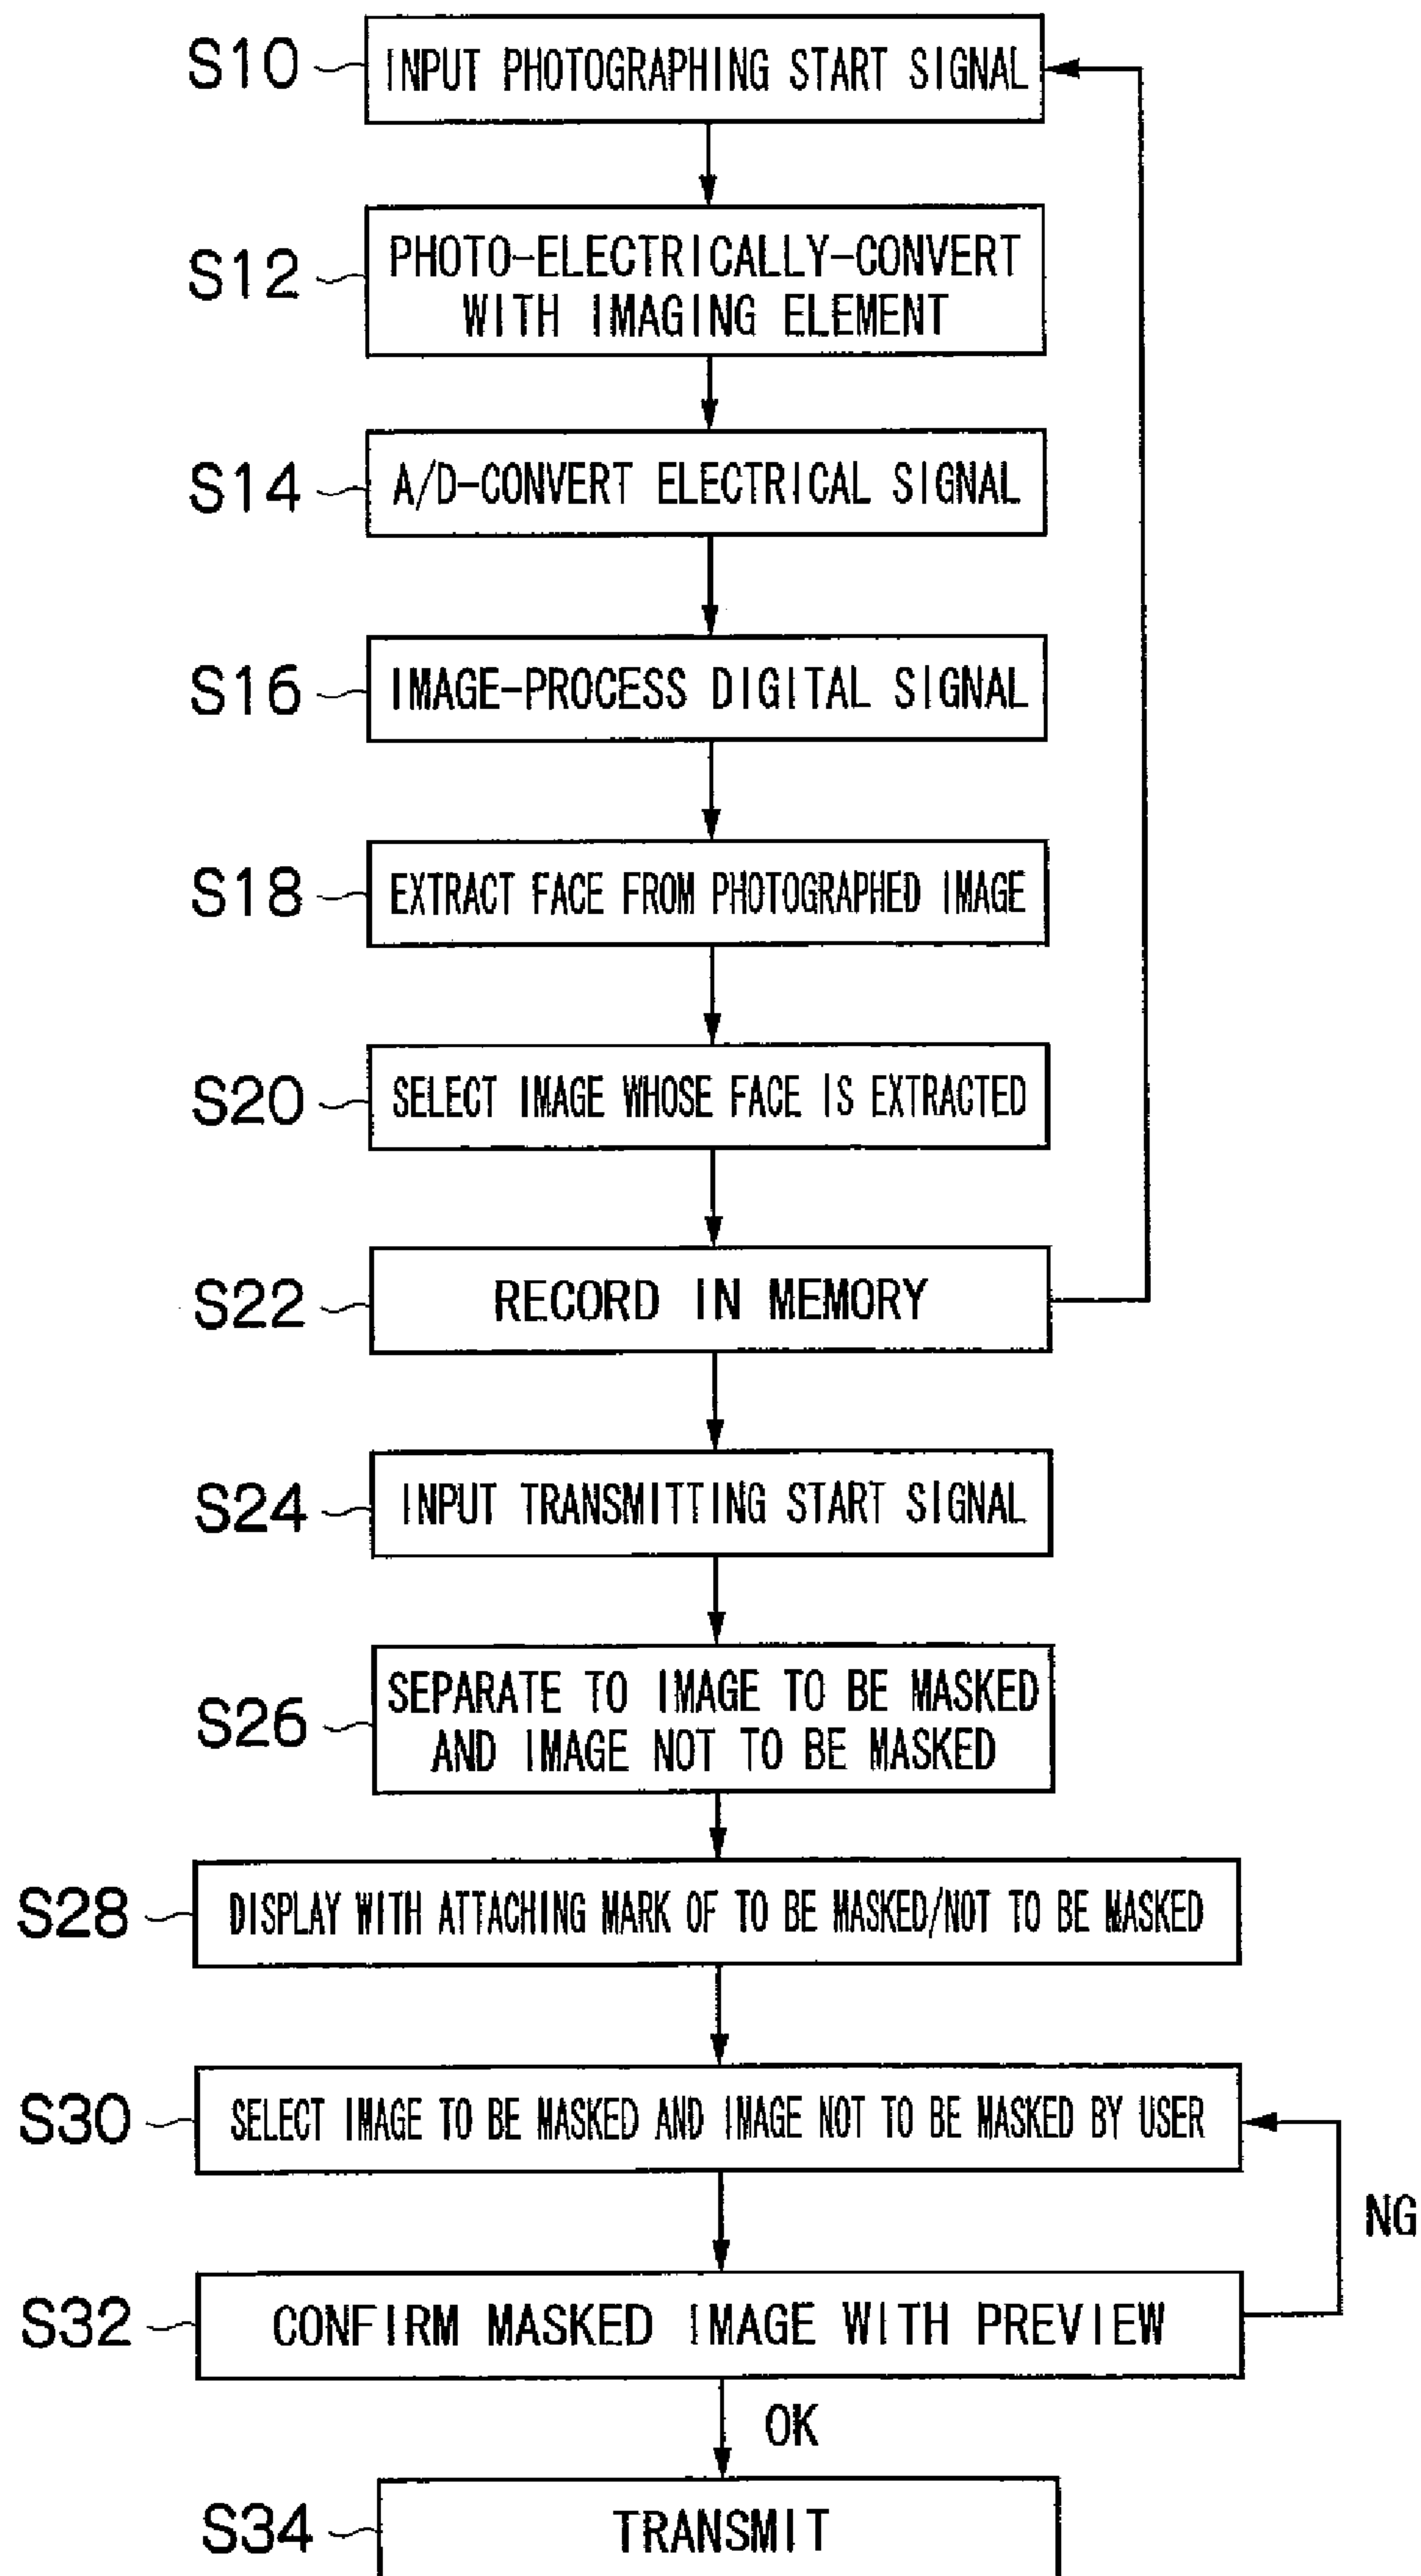 S10 INPUT PHOTOGRAPHING START SIGNAL
S12 PHOTO-ELECTRICALLY-CONVERT
WITH IMAGING ELEMENT
S14 A/D-CONVERT ELECTRICAL SIGNAL
S16 IMAGE-PROCESS DIGITAL SIGNAL
S18 EXTRACT FACE FROM PHOTOGRAPHED IMAGE
S20 SELECT IMAGE WHOSE FACE IS EXTRACTED
S22 RECORD IN MEMORY
S24 INPUT TRANSMITTING START SIGNAL
S26 SEPARATE TO IMAGE TO BE MASKED
AND IMAGE NOT TO BE MASKED
S28 DISPLAY WITH ATTACHING MARK OF TO BE MASKED/NOT TO BE MASKED
S30 SELECT IMAGE TO BE MASKED AND IMAGE NOT TO BE MASKED BY USER
NG
S32 CONFIRM MASKED IMAGE WITH PREVIEW
OK
S34 TRANSMIT